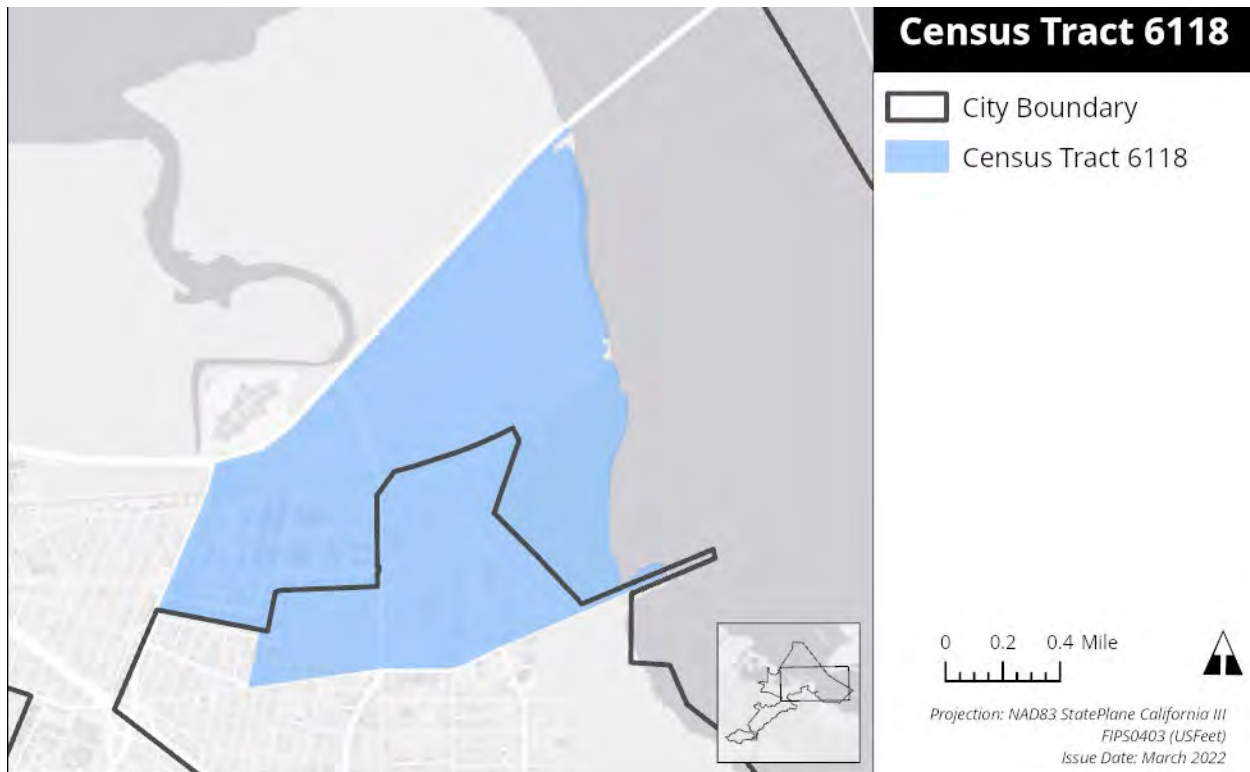 Census Tract 6118
City Boundary
Census Tract 6118
0 0.2 0.4 Mile
Projection: NAD83 StatePlane California III
FIPS0403 (USFeet)
Issue Date: March 2022